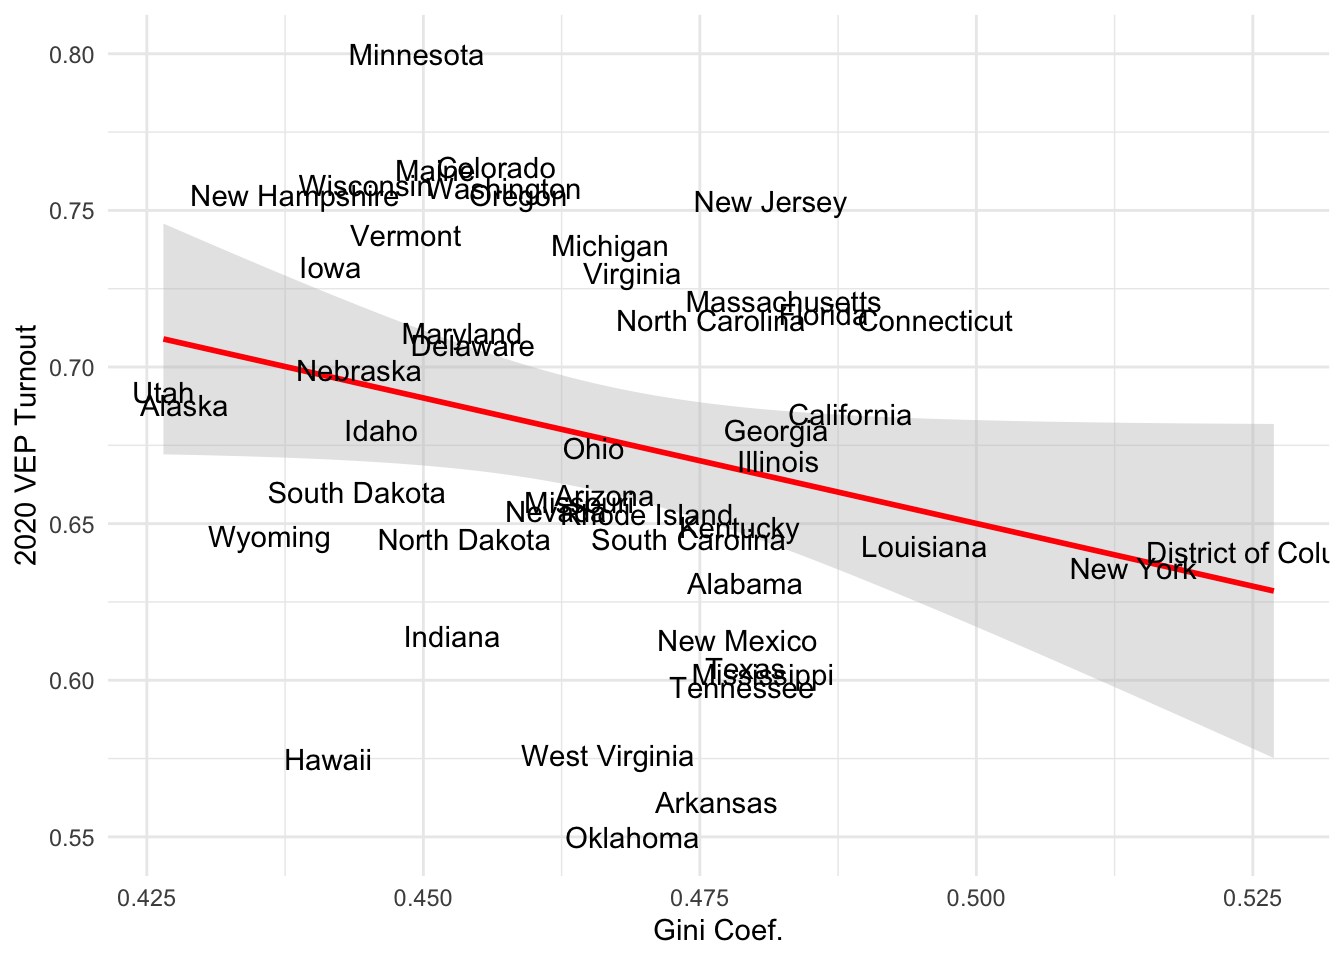 0.80
0.75
0.70
0.65
0.60
0.55
2020 VEP Turnout
Minnesota
Maine
Colorado
Wisconsin
Washington
New Hampshire
Oregon
New Jersey
Vermont
Michigan
Iowa
Virginia
Massachusetts
Florida
North Carolina
Connecticut
Maryland
Delaware
Nebraska
Utah
Alaska
California
Idaho
Georgia
Ohio
Illinois
South Dakota
Arizona
Missouri
Nevada
Rhode Island
Kentucky
Wyoming
North Dakota
South Carolina
Louisiana
District of Colu
New York
Alabama
Indiana
New Mexico
Texas
Mississippi
Tennessee
Hawaii
West Virginia
Arkansas
Oklahoma
0.425
0.450
0.475
0.500
0.525
Gini Coef.